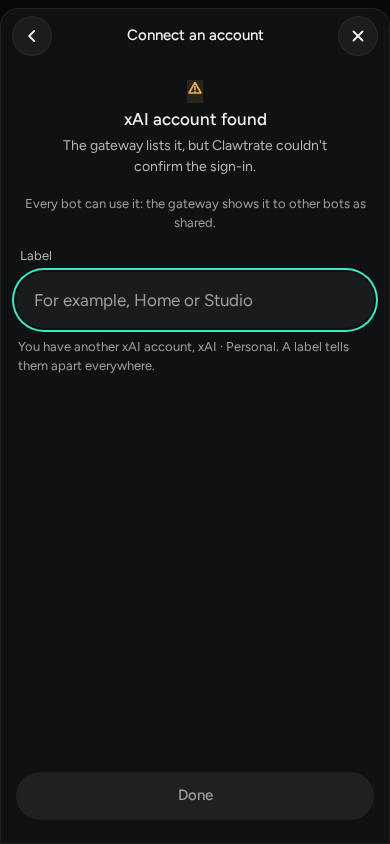 Connect an account
xAI account found
The gateway lists it, but Clawtrate couldn't
confirm the sign-in.
Every bot can use it: the gateway shows it to other bots as
shared.
Label
For example, Home or Studio
You have another xAI account, xAI · Personal. A label tells
them apart everywhere.
Done